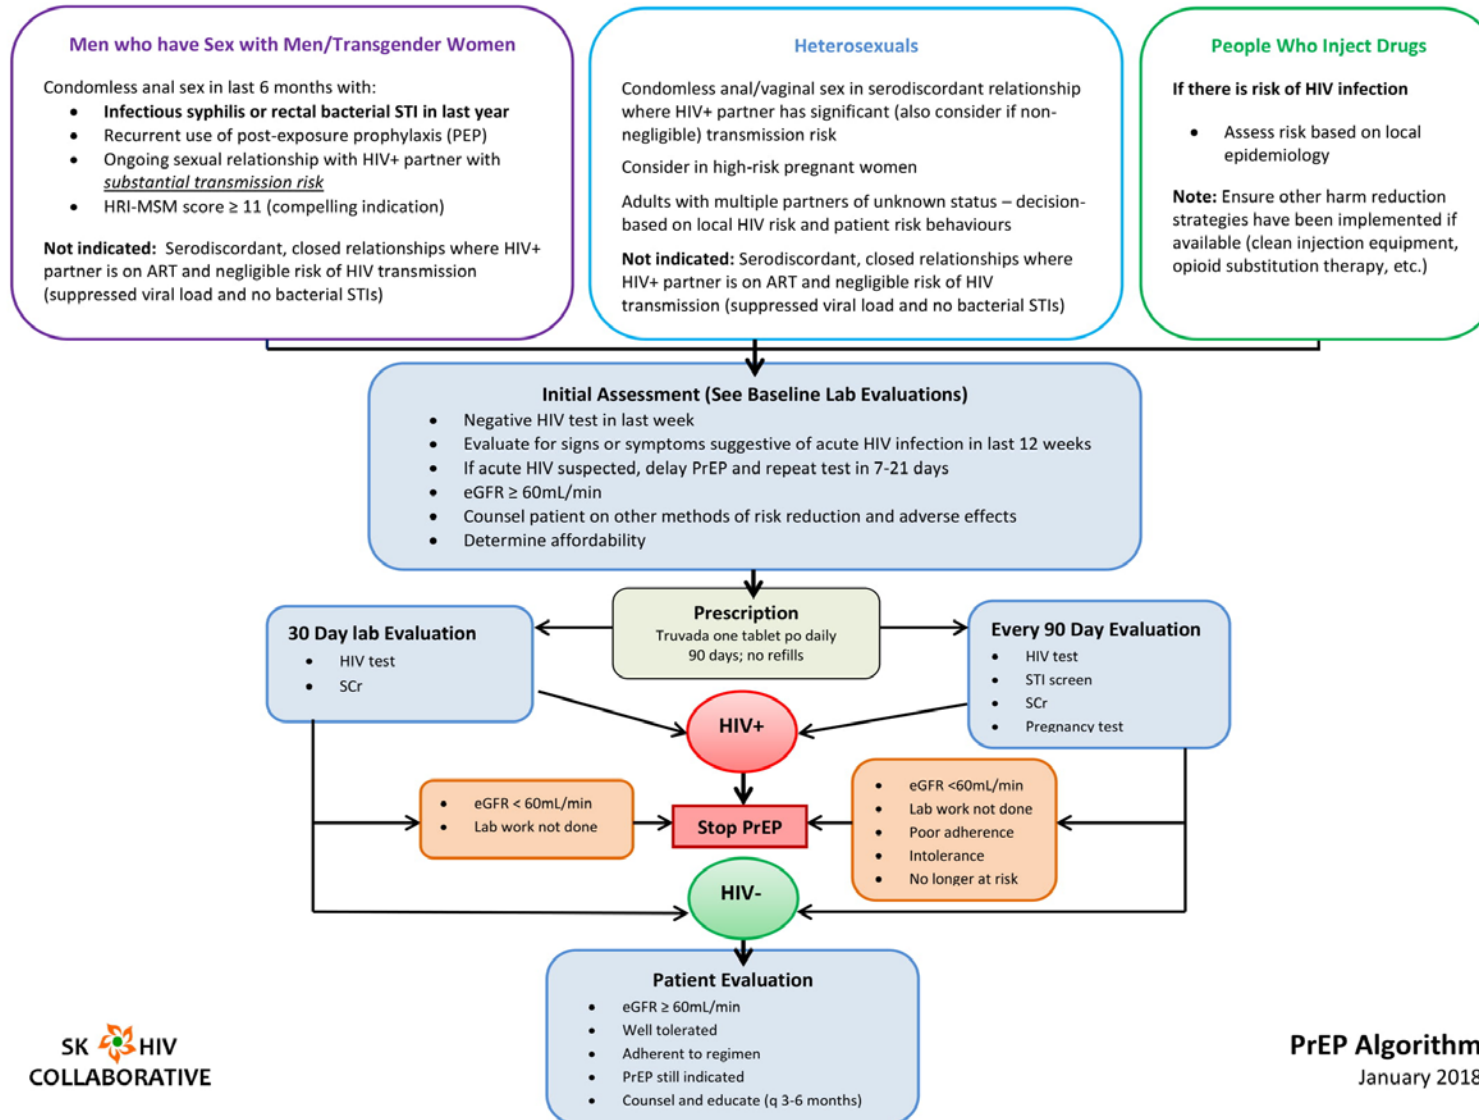 Men who have Sex with Men/Transgender Women
Condomless anal sex in last 6 months with:
• Infectious syphilis or rectal bacterial STI in last year
• Recurrent use of post-exposure prophylaxis (PEP)
• Ongoing sexual relationship with HIV+ partner with
substantial transmission risk
• HRI-MSM score ≥ 11 (compelling indication)
Not indicated: Serodiscordant, closed relationships where HIV+
partner is on ART and negligible risk of HIV transmission
(suppressed viral load and no bacterial STIs)
Heterosexuals
Condomless anal/vaginal sex in serodiscordant relationship
where HIV+ partner has significant (also consider if non-
negligible) transmission risk
Consider in high-risk pregnant women
Adults with multiple partners of unknown status – decision-
based on local HIV risk and patient risk behaviours
Not indicated: Serodiscordant, closed relationships where
HIV+ partner is on ART and negligible risk of HIV
transmission (suppressed viral load and no bacterial STIs)
People Who Inject Drugs
If there is risk of HIV infection
• Assess risk based on local
epidemiology
Note: Ensure other harm reduction
strategies have been implemented if
available (clean injection equipment,
opioid substitution therapy, etc.)
Initial Assessment (See Baseline Lab Evaluations)
• Negative HIV test in last week
• Evaluate for signs or symptoms suggestive of acute HIV infection in last 12 weeks
• If acute HIV suspected, delay PrEP and repeat test in 7-21 days
• eGFR ≥ 60mL/min
• Counsel patient on other methods of risk reduction and adverse effects
• Determine affordability
Prescription
Truvada one tablet po daily
90 days; no refills
30 Day lab Evaluation
• HIV test
• SCr
Every 90 Day Evaluation
• HIV test
• STI screen
• SCr
• Pregnancy test
HIV+
• eGFR < 60mL/min
• Lab work not done
Stop PrEP
• eGFR <60mL/min
• Lab work not done
• Poor adherence
• Intolerance
• No longer at risk
HIV-
Patient Evaluation
• eGFR ≥ 60mL/min
• Well tolerated
• Adherent to regimen
• PrEP still indicated
• Counsel and educate (q 3-6 months)
SK HIV
COLLABORATIVE
PrEP Algorithm
January 2018